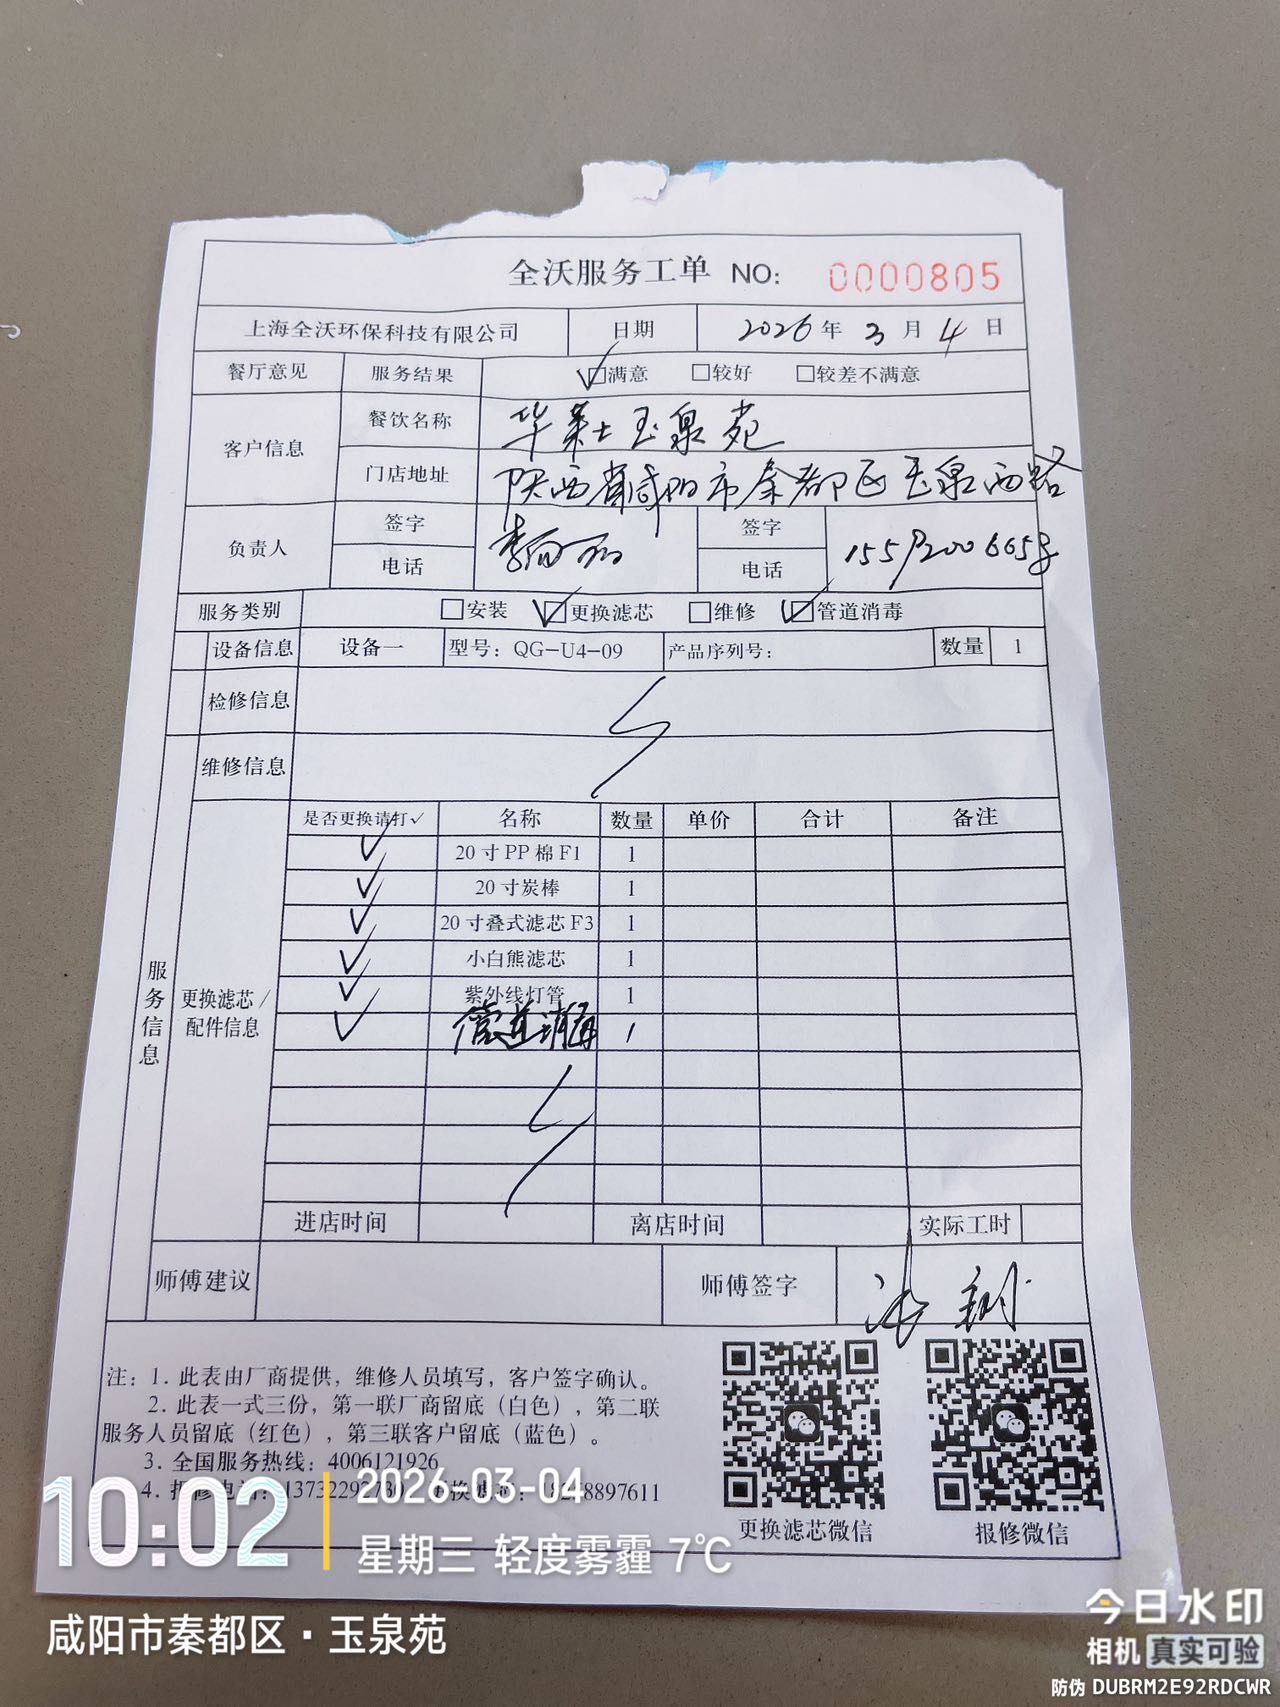 全沃服务工单 NO: 0000805
上海全沃环保科技有限公司 日期 2026 年 3 月 4 日
餐厅意见 服务结果 ☑满意 □较好 □较差不满意
客户信息 餐饮名称 华莱士玉泉苑
门店地址 陕西省咸阳市秦都区玉泉西路
负责人 签字 签字
电话 电话
服务类别 □安装 ☑更换滤芯 □维修 ☑管道消毒
设备信息 设备一 型号：QG-U4-09 产品序列号： 数量 1
检修信息
维修信息
服务信息
更换滤芯/配件信息
是否更换请打✓ 名称 数量 单价 合计 备注
✓ 20寸PP棉F1 1
✓ 20寸炭棒 1
✓ 20寸叠式滤芯F3 1
✓ 小白熊滤芯 1
✓ 紫外线灯管 1
✓ 管道消毒 1
进店时间 离店时间 实际工时
师傅建议 师傅签字
注：1. 此表由厂商提供，维修人员填写，客户签字确认。
2. 此表一式三份，第一联厂商留底（白色），第二联
服务人员留底（红色），第三联客户留底（蓝色）。
3. 全国服务热线：4006121926
更换滤芯微信 报修微信
10:02
2026-03-04
星期三 轻度雾霾 7℃
咸阳市秦都区·玉泉苑
今日水印
相机 真实可验
防伪 DUBRM2E92RDCWR